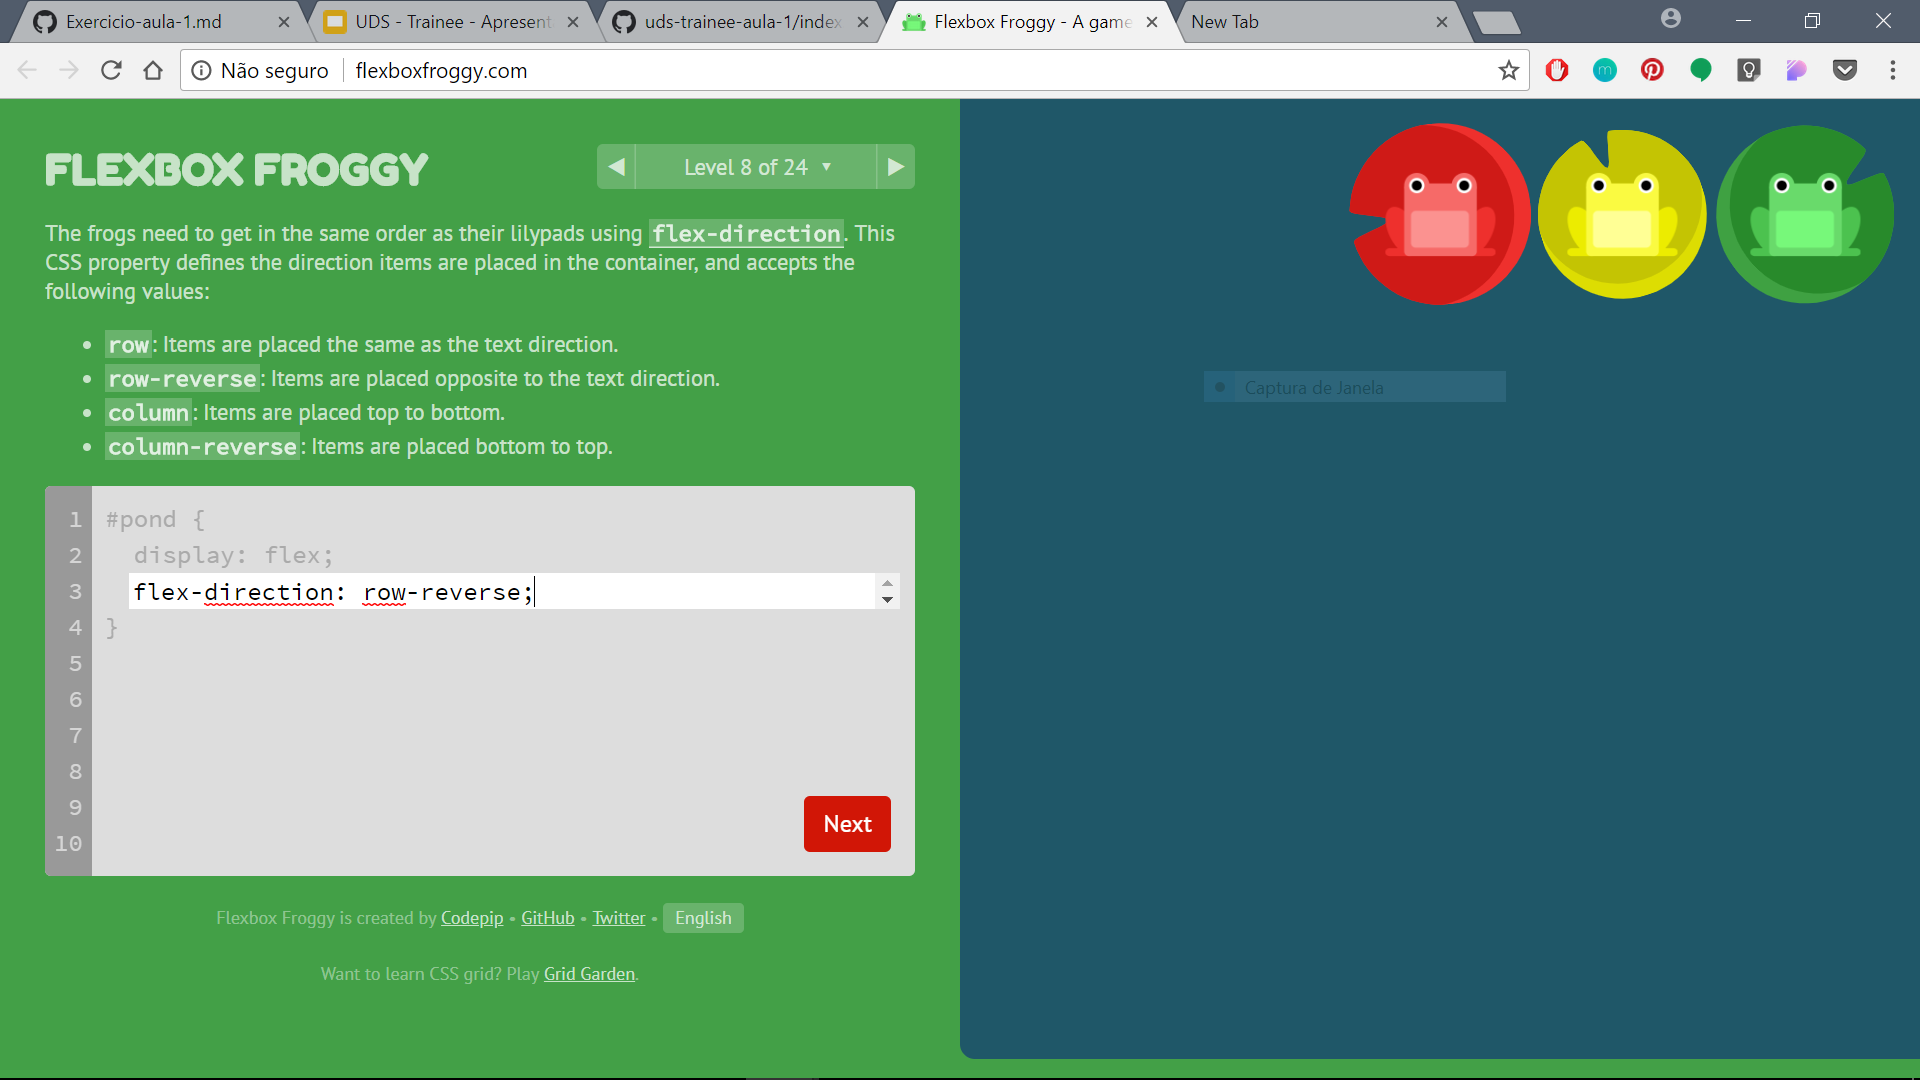 Exercicio-aula-1.md
UDS - Trainee - Apresent
uds-trainee-aula-1/index
Flexbox Froggy - A game
New Tab
Não seguro
flexboxfroggy.com
FLEXBOX FROGGY
Level 8 of 24
The frogs need to get in the same order as their lilypads using flex-direction. This
CSS property defines the direction items are placed in the container, and accepts the
following values:
• row: Items are placed the same as the text direction.
• row-reverse: Items are placed opposite to the text direction.
• column: Items are placed top to bottom.
• column-reverse: Items are placed bottom to top.
1 #pond {
2 display: flex;
3 flex-direction: row-reverse;
4 }
5
6
7
8
9
10
Next
Flexbox Froggy is created by Codepip • GitHub • Twitter • English
Want to learn CSS grid? Play Grid Garden.
Captura de Janela